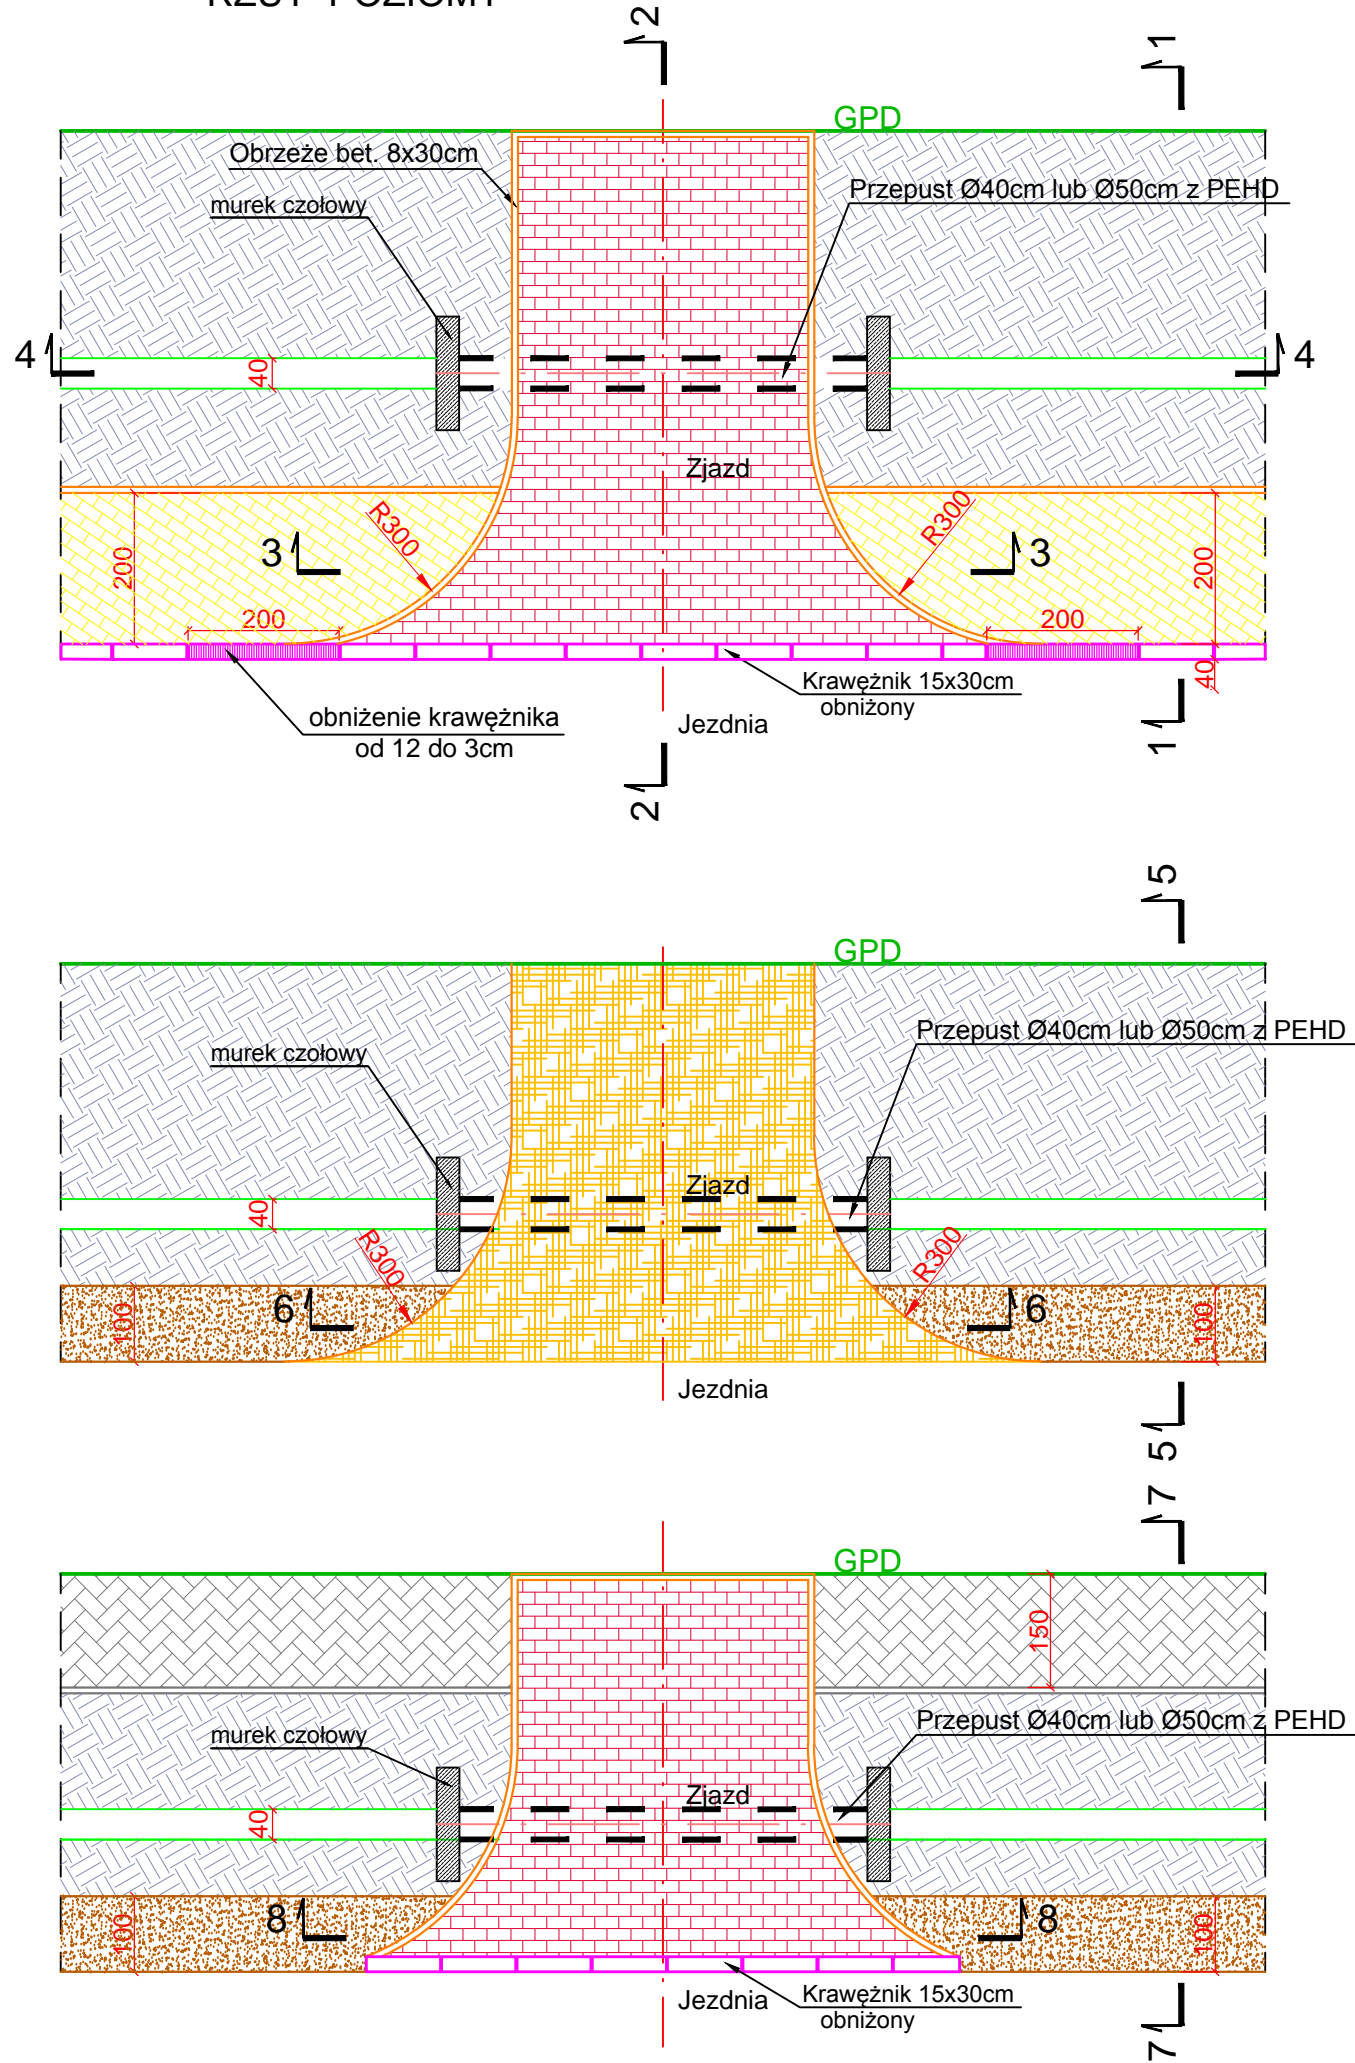 RZUT POZIOMY
2
1
GPD
Obrzeże bet. 8x30cm
Przepust Ø40cm lub Ø50cm z PEHD
murek czołowy
4
40
4
Zjazd
R300
R300
3
3
200
200
200
200
Krawężnik 15x30cm
obniżony
40
obniżenie krawężnika
od 12 do 3cm
Jezdnia
1
2
5
GPD
Przepust Ø40cm lub Ø50cm z PEHD
murek czołowy
Zjazd
40
R300
R300
6
6
100
100
Jezdnia
5
7
GPD
150
Przepust Ø40cm lub Ø50cm z PEHD
murek czołowy
Zjazd
40
8
8
100
100
Jezdnia
Krawężnik 15x30cm
obniżony
7